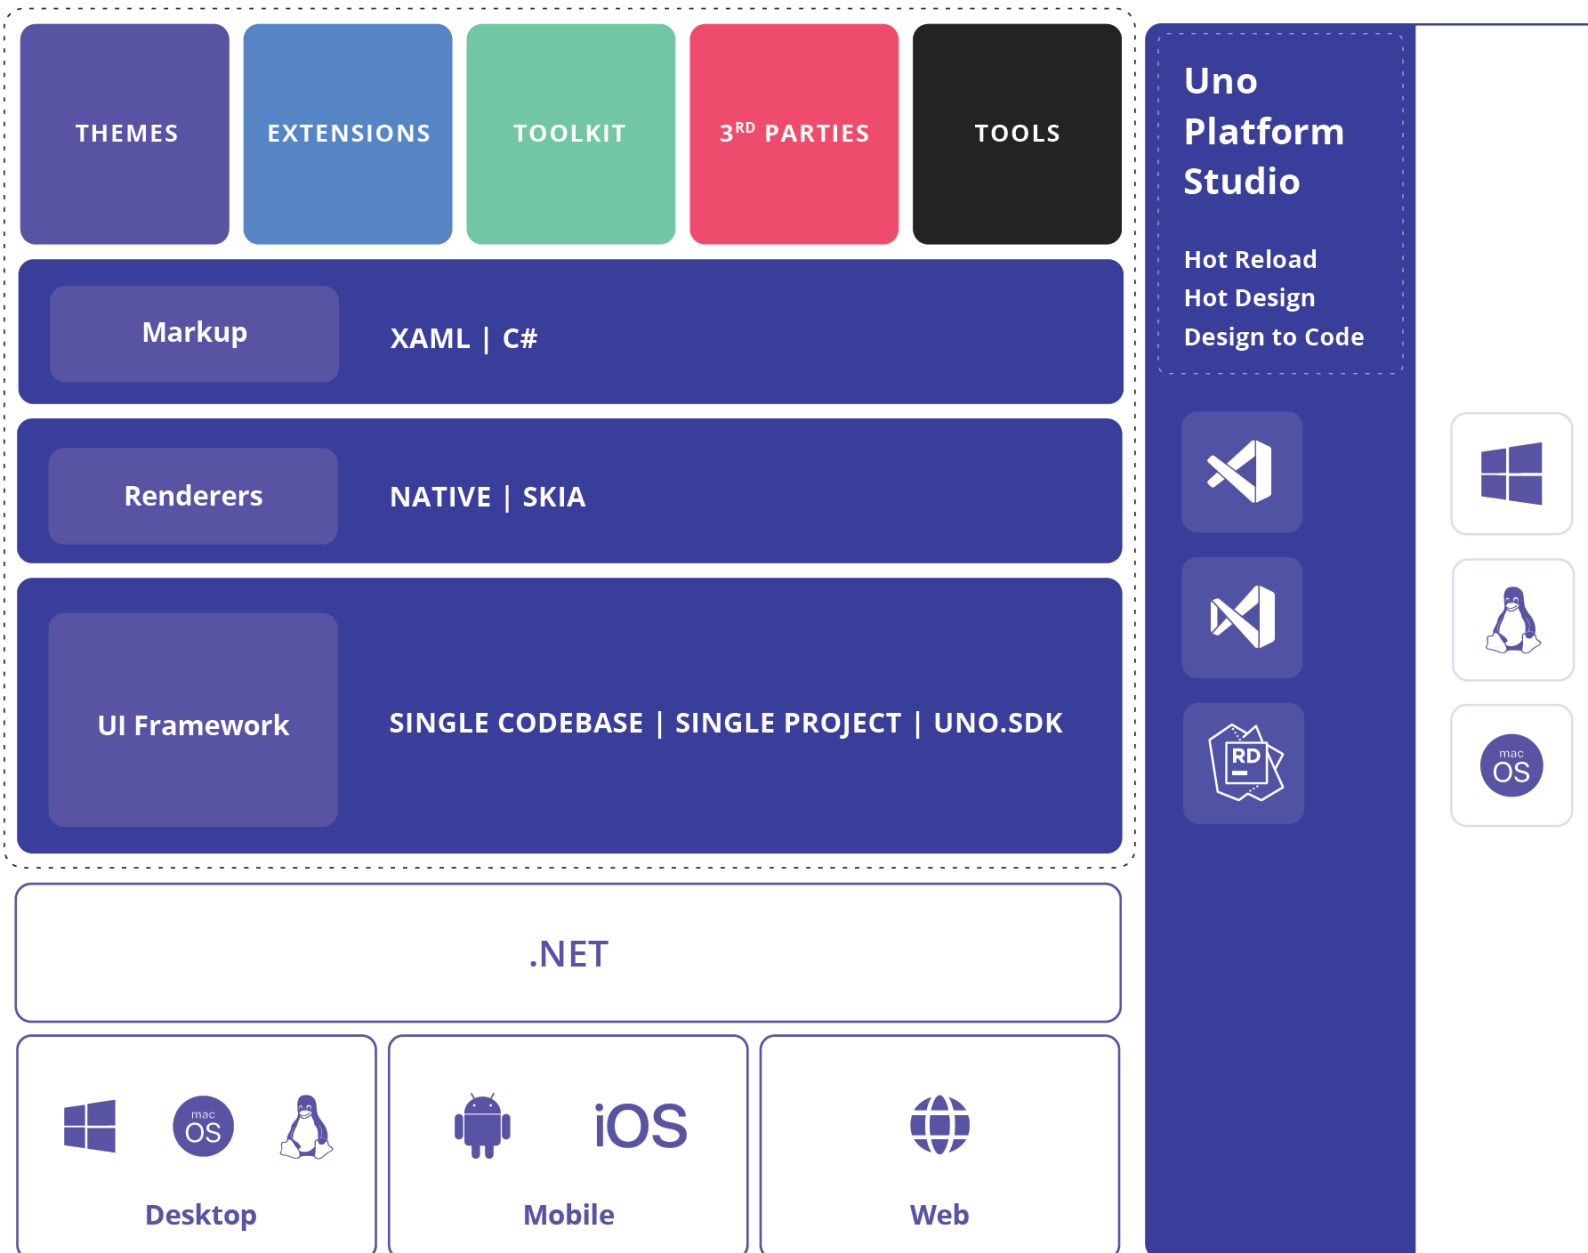 THEMES
EXTENSIONS
TOOLKIT
3RD PARTIES
TOOLS
Markup
XAML | C#
Renderers
NATIVE | SKIA
UI Framework
SINGLE CODEBASE | SINGLE PROJECT | UNO.SDK
.NET
mac
OS
Desktop
iOS
Mobile
Web
Uno
Platform
Studio
Hot Reload
Hot Design
Design to Code
RD
mac
OS